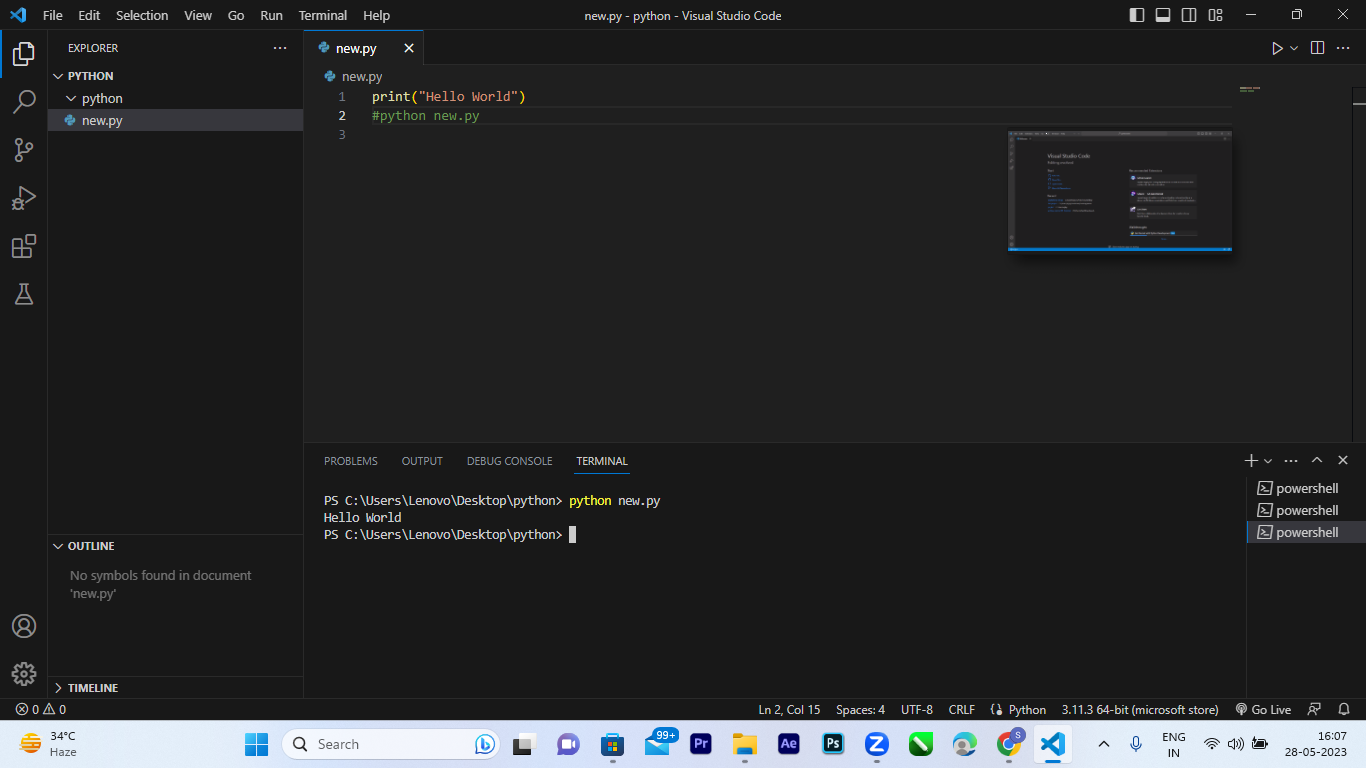 File Edit Selection View Go Run Terminal Help
new.py - python - Visual Studio Code
EXPLORER
PYTHON
python
new.py
new.py
new.py
1 print("Hello World")
2 #python new.py
3
Visual Studio Code
PROBLEMS OUTPUT DEBUG CONSOLE TERMINAL
PS C:\Users\Lenovo\Desktop\python> python new.py
Hello World
PS C:\Users\Lenovo\Desktop\python>
powershell
powershell
powershell
OUTLINE
No symbols found in document
'new.py'
TIMELINE
0 0
Ln 2, Col 15 Spaces: 4 UTF-8 CRLF Python 3.11.3 64-bit (microsoft store) Go Live
34°C
Haze
Search
99+
Pr
Ae
Ps
Z
S
ENG
IN
16:07
28-05-2023